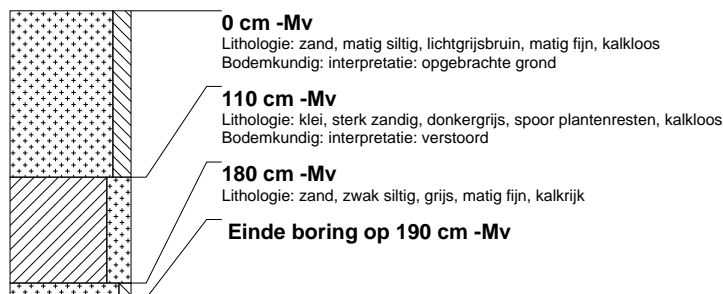 0 cm -Mv
Lithologie: zand, matig siltig, lichtgrijsbruin, matig fijn, kalkloos
Bodemkundig: interpretatie: opgebrachte grond
110 cm -Mv
Lithologie: klei, sterk zandig, donkergrijs, spoor plantenresten, kalkloos
Bodemkundig: interpretatie: verstoord
180 cm -Mv
Lithologie: zand, zwak siltig, grijs, matig fijn, kalkrijk
Einde boring op 190 cm -Mv